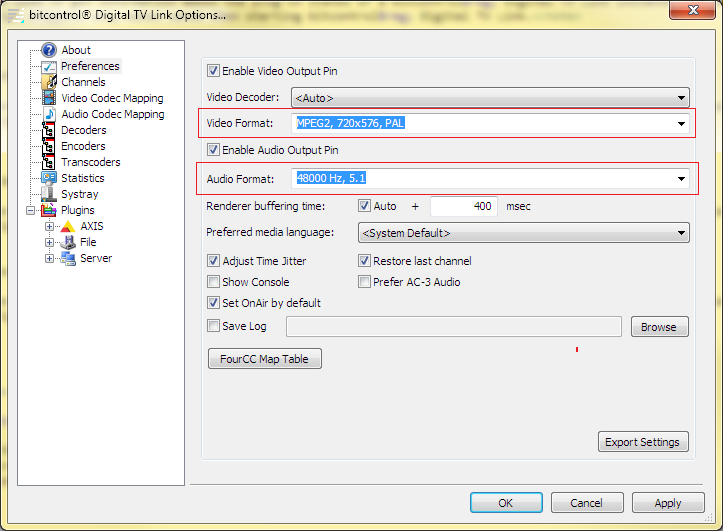 bitcontrol® Digital TV Link Options...
About
Preferences
Channels
Video Codec Mapping
Audio Codec Mapping
Decoders
Encoders
Transcoders
Statistics
Systray
Plugins
AXIS
File
Server
Enable Video Output Pin
Video Decoder: <Auto>
Video Format: MPEG2, 720x576, PAL
Enable Audio Output Pin
Audio Format: 48000 Hz, 5.1
Renderer buffering time: Auto + 400 msec
Preferred media language: <System Default>
Adjust Time Jitter Restore last channel
Show Console Prefer AC-3 Audio
Set OnAir by default
Save Log Browse
FourCC Map Table
Export Settings
OK Cancel Apply